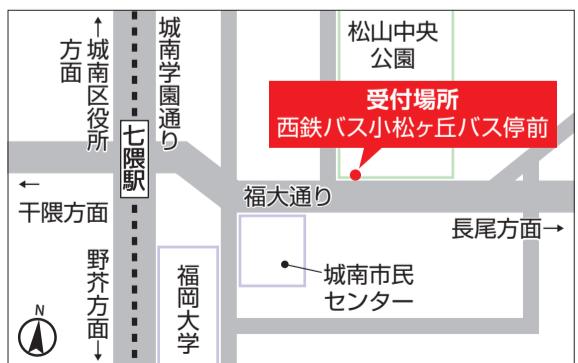 ↑城南区役所
方面
城南学園通り
松山中央
公園
受付場所
西鉄バス小松ヶ丘バス停前
七隈駅
←
干隈方面
福大通り
長尾方面→
野芥方面→
福岡大学
城南市民
センター
N